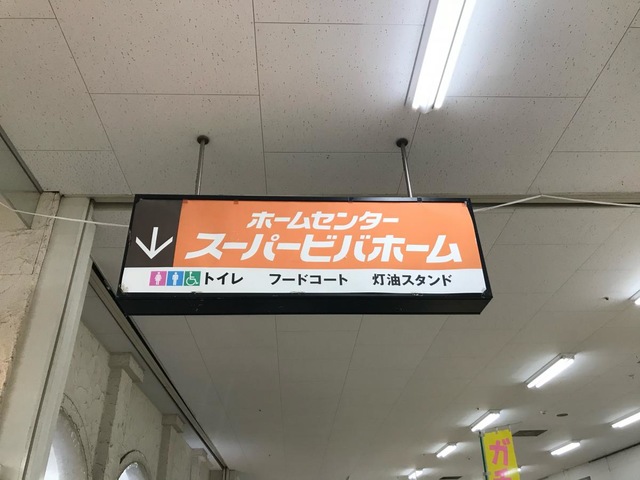 ホームセンター
スーパービバホーム
トイレ フードコート 灯油スタンド
ガ